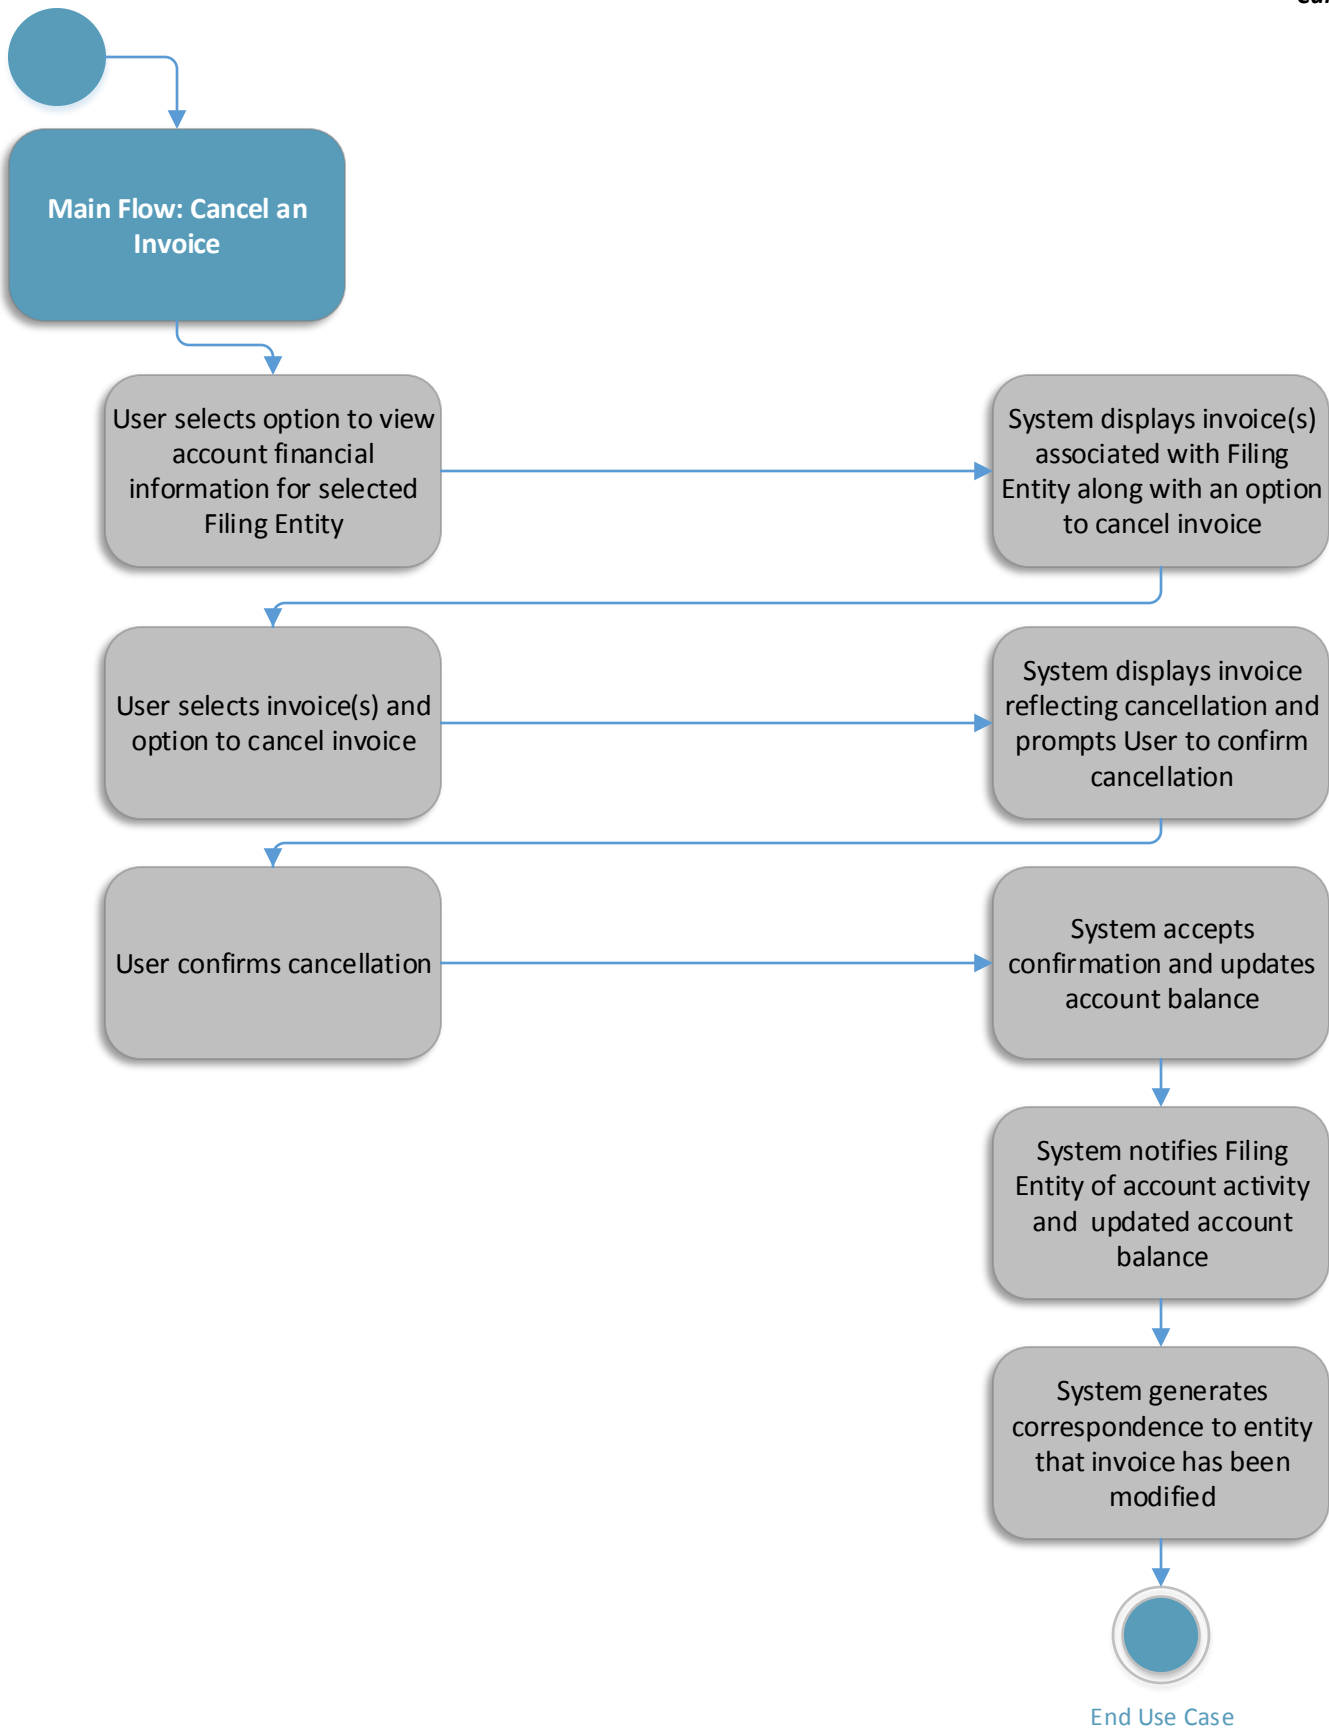 Main Flow: Cancel an
Invoice
User selects option to view
account financial
information for selected
Filing Entity
System displays invoice(s)
associated with Filing
Entity along with an option
to cancel invoice
User selects invoice(s) and
option to cancel invoice
System displays invoice
reflecting cancellation and
prompts User to confirm
cancellation
User confirms cancellation
System accepts
confirmation and updates
account balance
System notifies Filing
Entity of account activity
and  updated account
balance
System generates
correspondence to entity
that invoice has been
modified
End Use Case